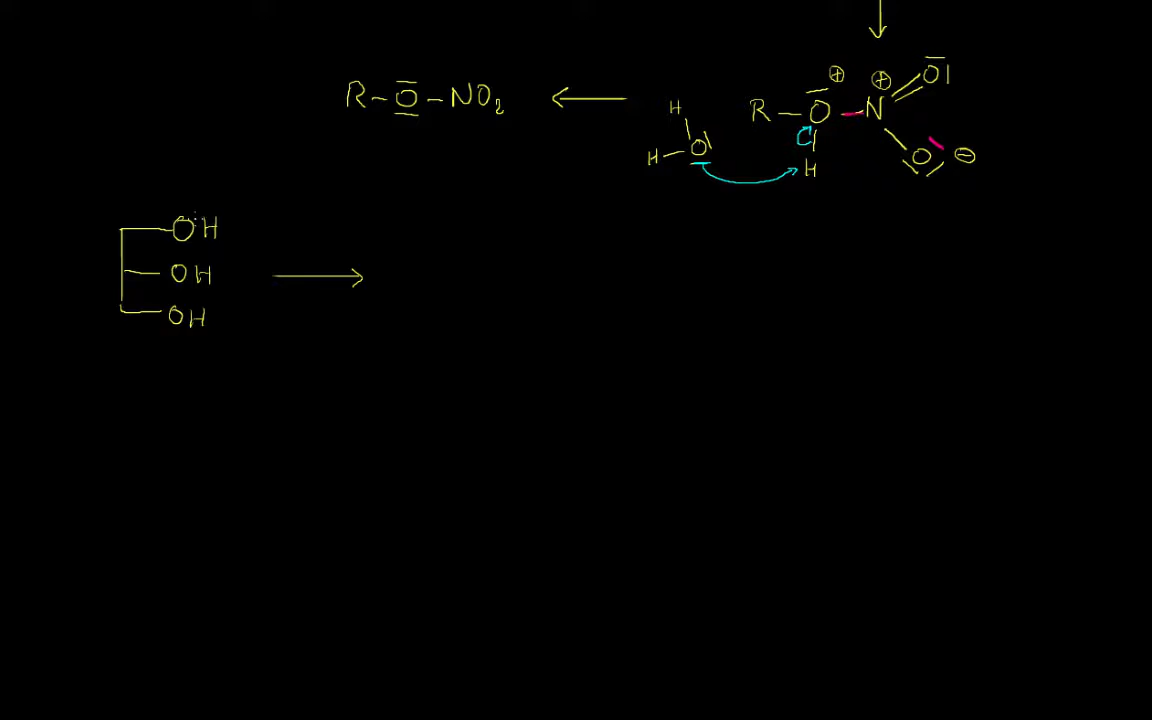 R-O-NO2 ← H H O R-O⊕-N⊕ O H O⊖
OH
OH →
OH